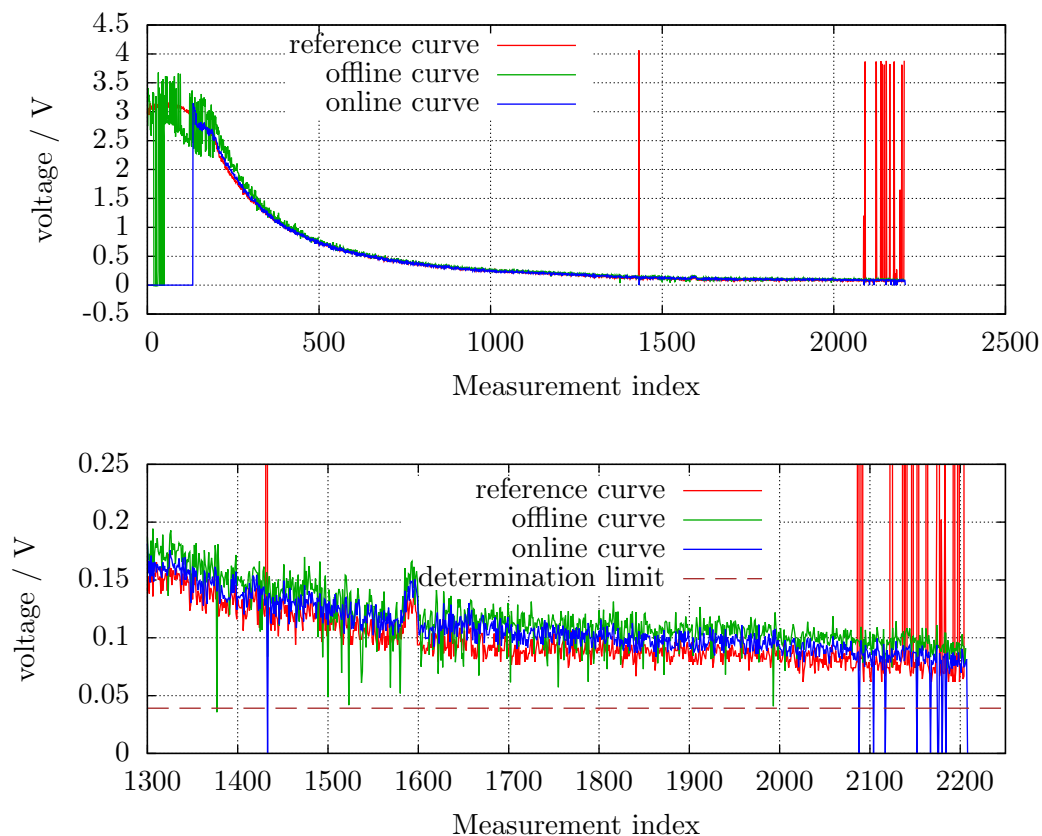 4.5
4
3.5
3
2.5
2
1.5
1
0.5
0
-0.5
voltage / V
reference curve
offline curve
online curve
0 500 1000 1500 2000 2500
Measurement index
0.25
0.2
0.15
0.1
0.05
0
voltage / V
reference curve
offline curve
online curve
determination limit
1300 1400 1500 1600 1700 1800 1900 2000 2100 2200
Measurement index